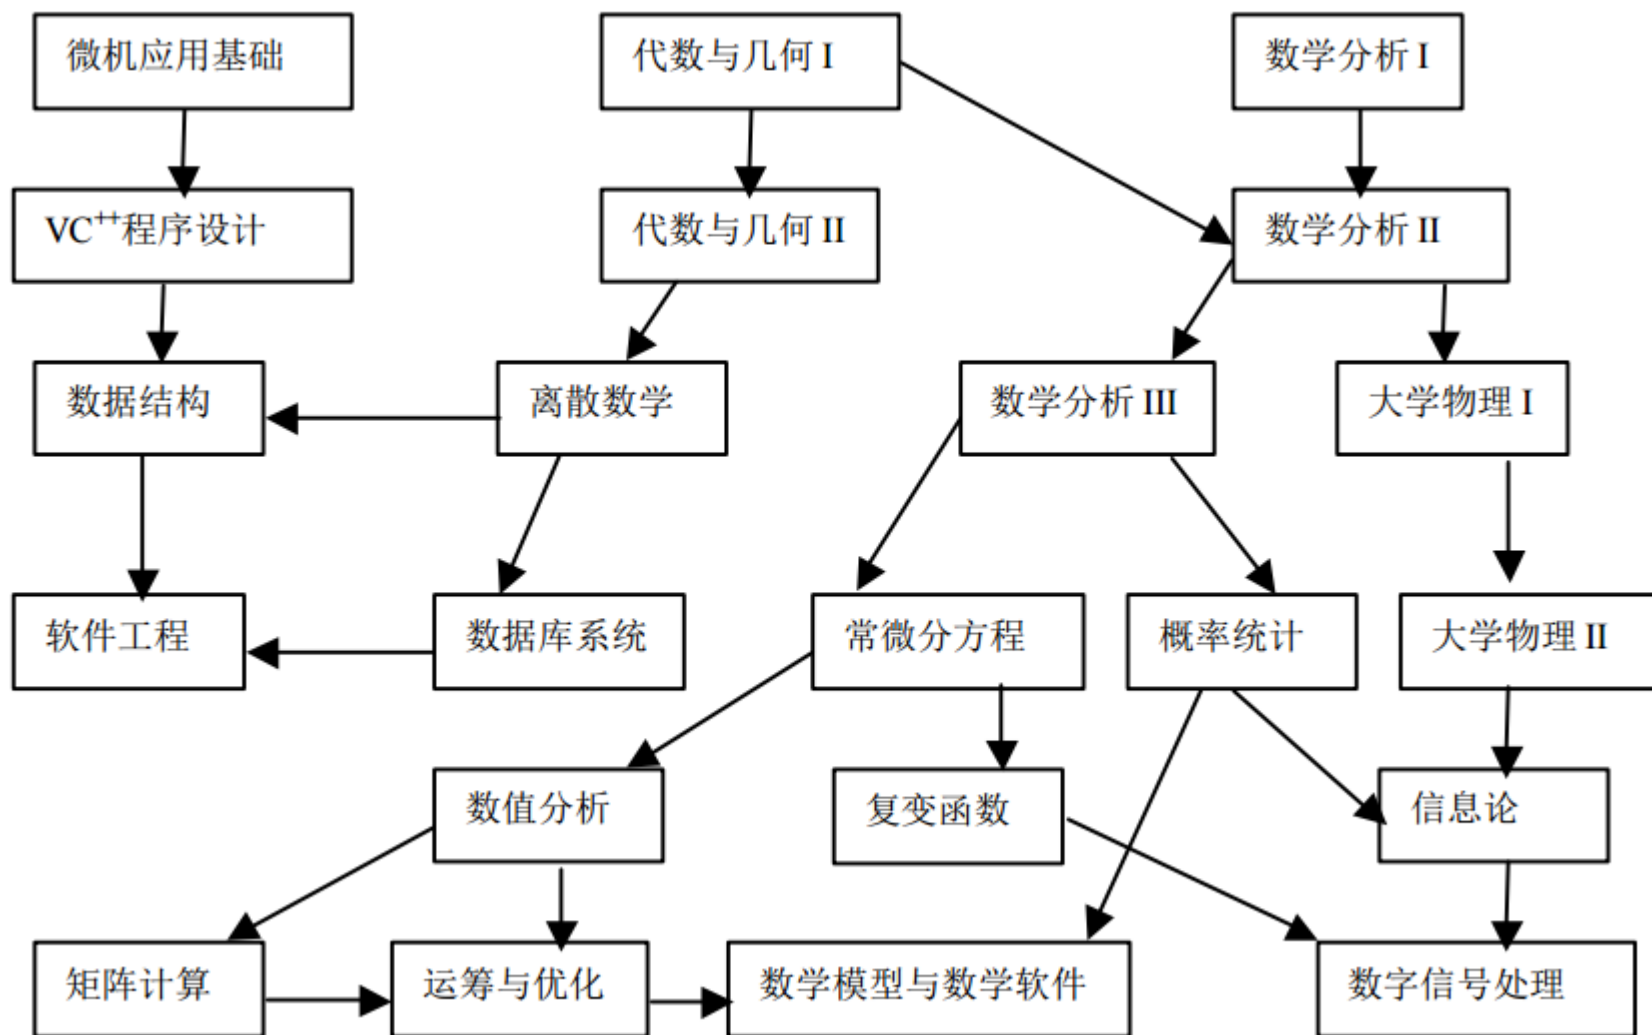 微机应用基础
代数与几何 I
数学分析 I
VC++程序设计
代数与几何 II
数学分析 II
数据结构
离散数学
数学分析 III
大学物理 I
软件工程
数据库系统
常微分方程
概率统计
大学物理 II
数值分析
复变函数
信息论
矩阵计算
运筹与优化
数学模型与数学软件
数字信号处理